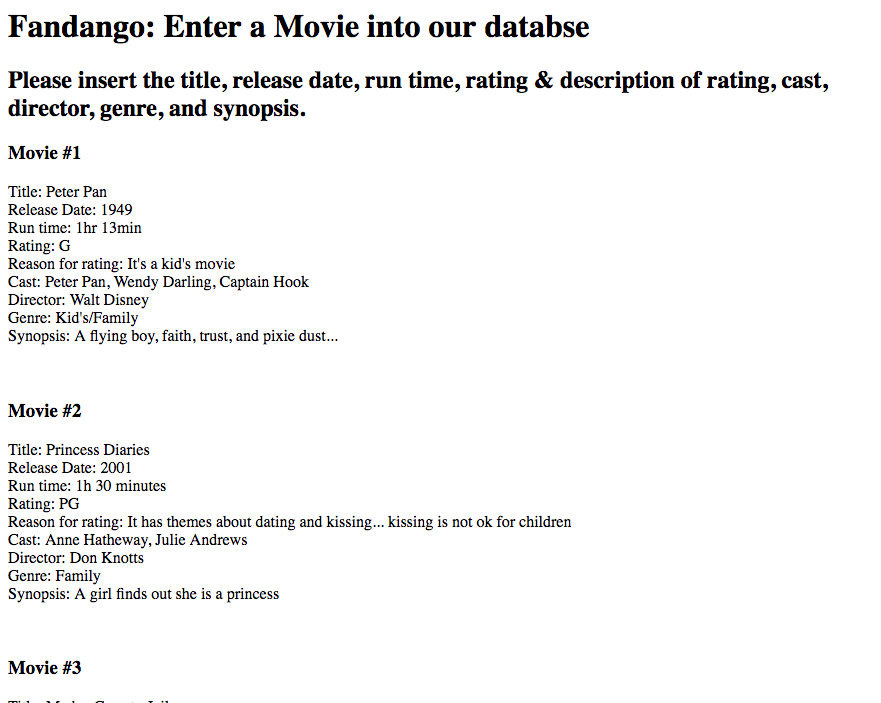 Fandango: Enter a Movie into our databse
Please insert the title, release date, run time, rating & description of rating, cast,
director, genre, and synopsis.
Movie #1
Title: Peter Pan
Release Date: 1949
Run time: 1hr 13min
Rating: G
Reason for rating: It's a kid's movie
Cast: Peter Pan, Wendy Darling, Captain Hook
Director: Walt Disney
Genre: Kid's/Family
Synopsis: A flying boy, faith, trust, and pixie dust...
Movie #2
Title: Princess Diaries
Release Date: 2001
Run time: 1h 30 minutes
Rating: PG
Reason for rating: It has themes about dating and kissing... kissing is not ok for children
Cast: Anne Hatheway, Julie Andrews
Director: Don Knotts
Genre: Family
Synopsis: A girl finds out she is a princess
Movie #3